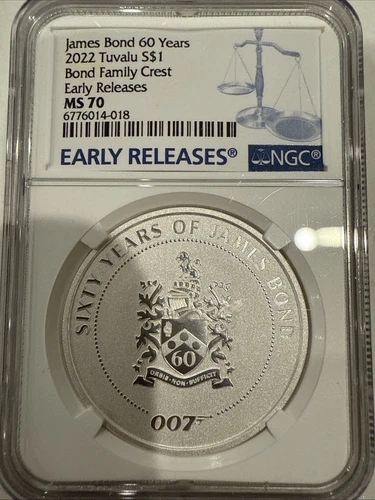 James Bond 60 Years
2022 Tuvalu S$1
Bond Family Crest
Early Releases
MS 70
6776014-018
EARLY RELEASES®
NGC®
SIXTY YEARS OF JAMES BOND
60
ORBIS·NON·SUFFICIT
007